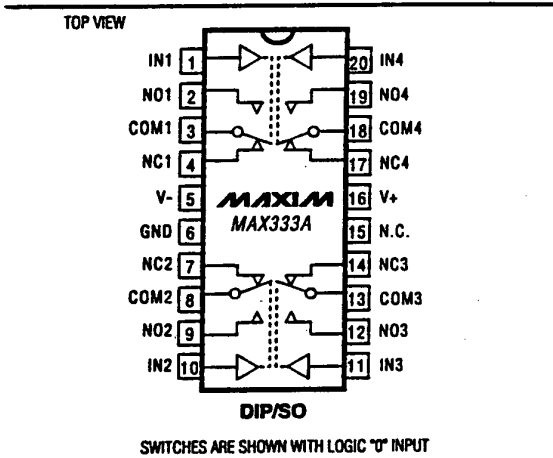 TOP VIEW
IN1 1 20 IN4
NO1 2 19 NO4
COM1 3 18 COM4
NC1 4 17 NC4
V- 5 MAXIM 16 V+
GND 6 MAX333A 15 N.C.
NC2 7 14 NC3
COM2 8 13 COM3
NO2 9 12 NO3
IN2 10 11 IN3
DIP/SO
SWITCHES ARE SHOWN WITH LOGIC "0" INPUT